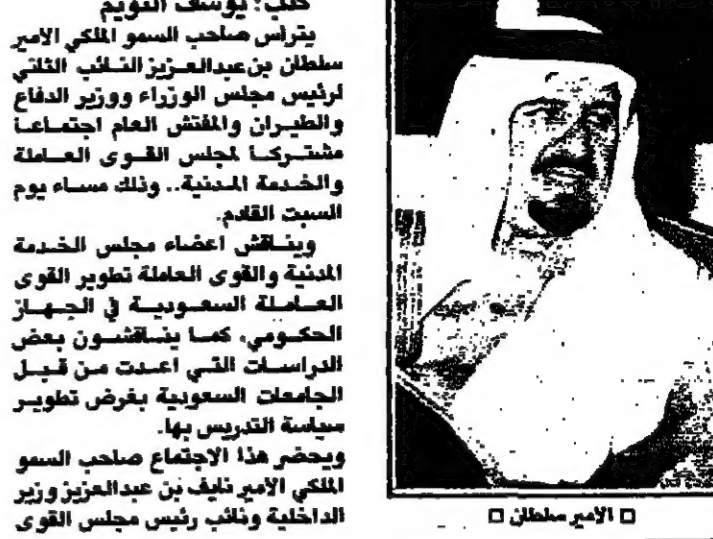 كتب: يوسف النويم
يتراس صاحب السمو الملكي الامير
سلطان بن عبدالعزيز النائب الثاني
لرئيس مجلس الوزراء ووزير الدفاع
والطيران والمفتش العام اجتماعا
مشتركا لمجلس القوى العاملة
والخدمة المدنية.. وذلك مساء يوم
السبت القادم.
ويناقش اعضاء مجلس الخدمة
المدنية والقوى العاملة تطوير القوى
العاملة السعودية في الجهاز
الحكومي، كما يناقشون بعض
الدراسات التي اعدت من قبل
الجامعات السعودية بغرض تطوير
سياسة التدريس بها.
ويحضر هذا الاجتماع صاحب السمو
الملكي الأمير نايف بن عبدالعزيز وزير
الداخلية ونائب رئيس مجلس القوى
□ الأمير سلطان □